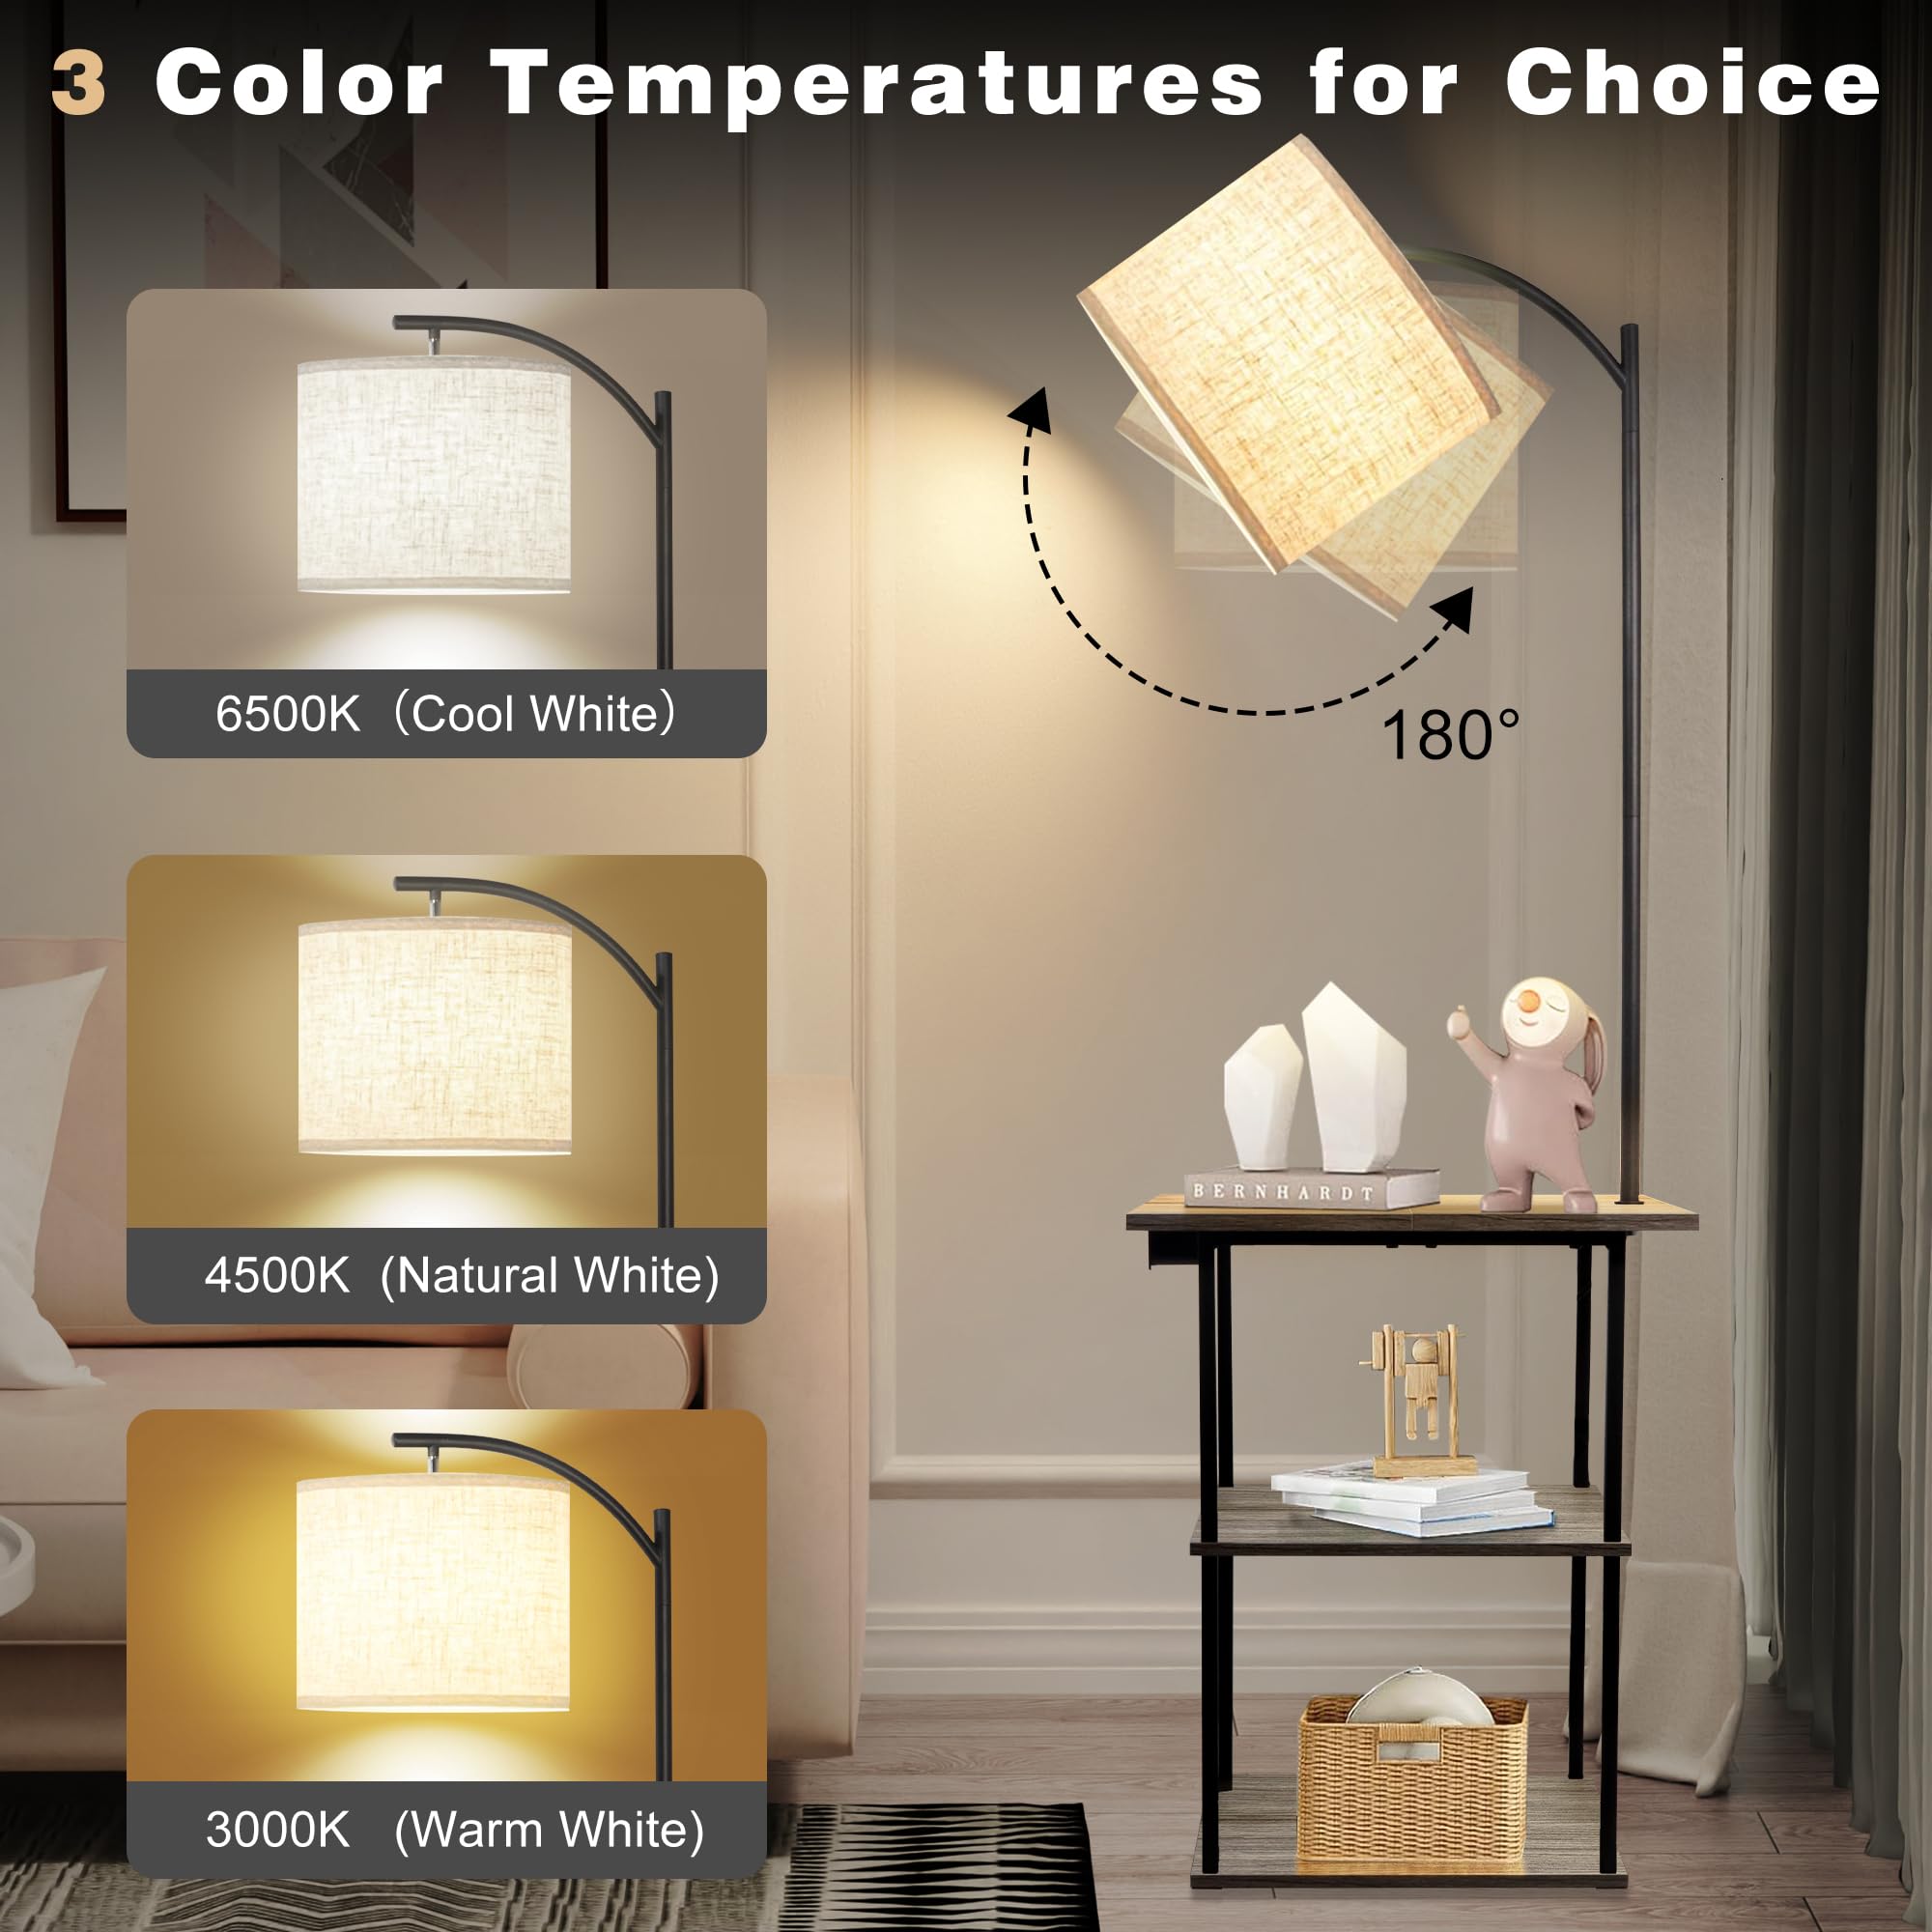 3 Color Temperatures for Choice
6500K（Cool White）
180°
BERNHARDT
4500K (Natural White)
3000K (Warm White)